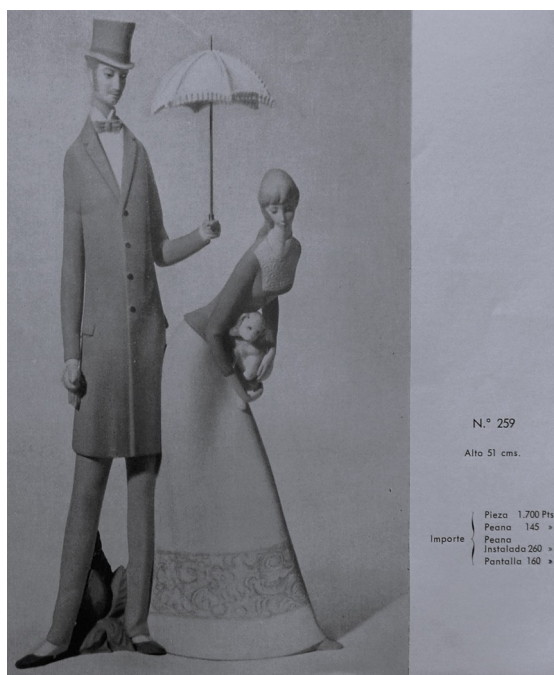 N.° 259
Alto 51 cms.
Importe
Pieza 1.700 Pts
Peana 145 »
Peana
Instalada 260 »
Pantalla 160 »